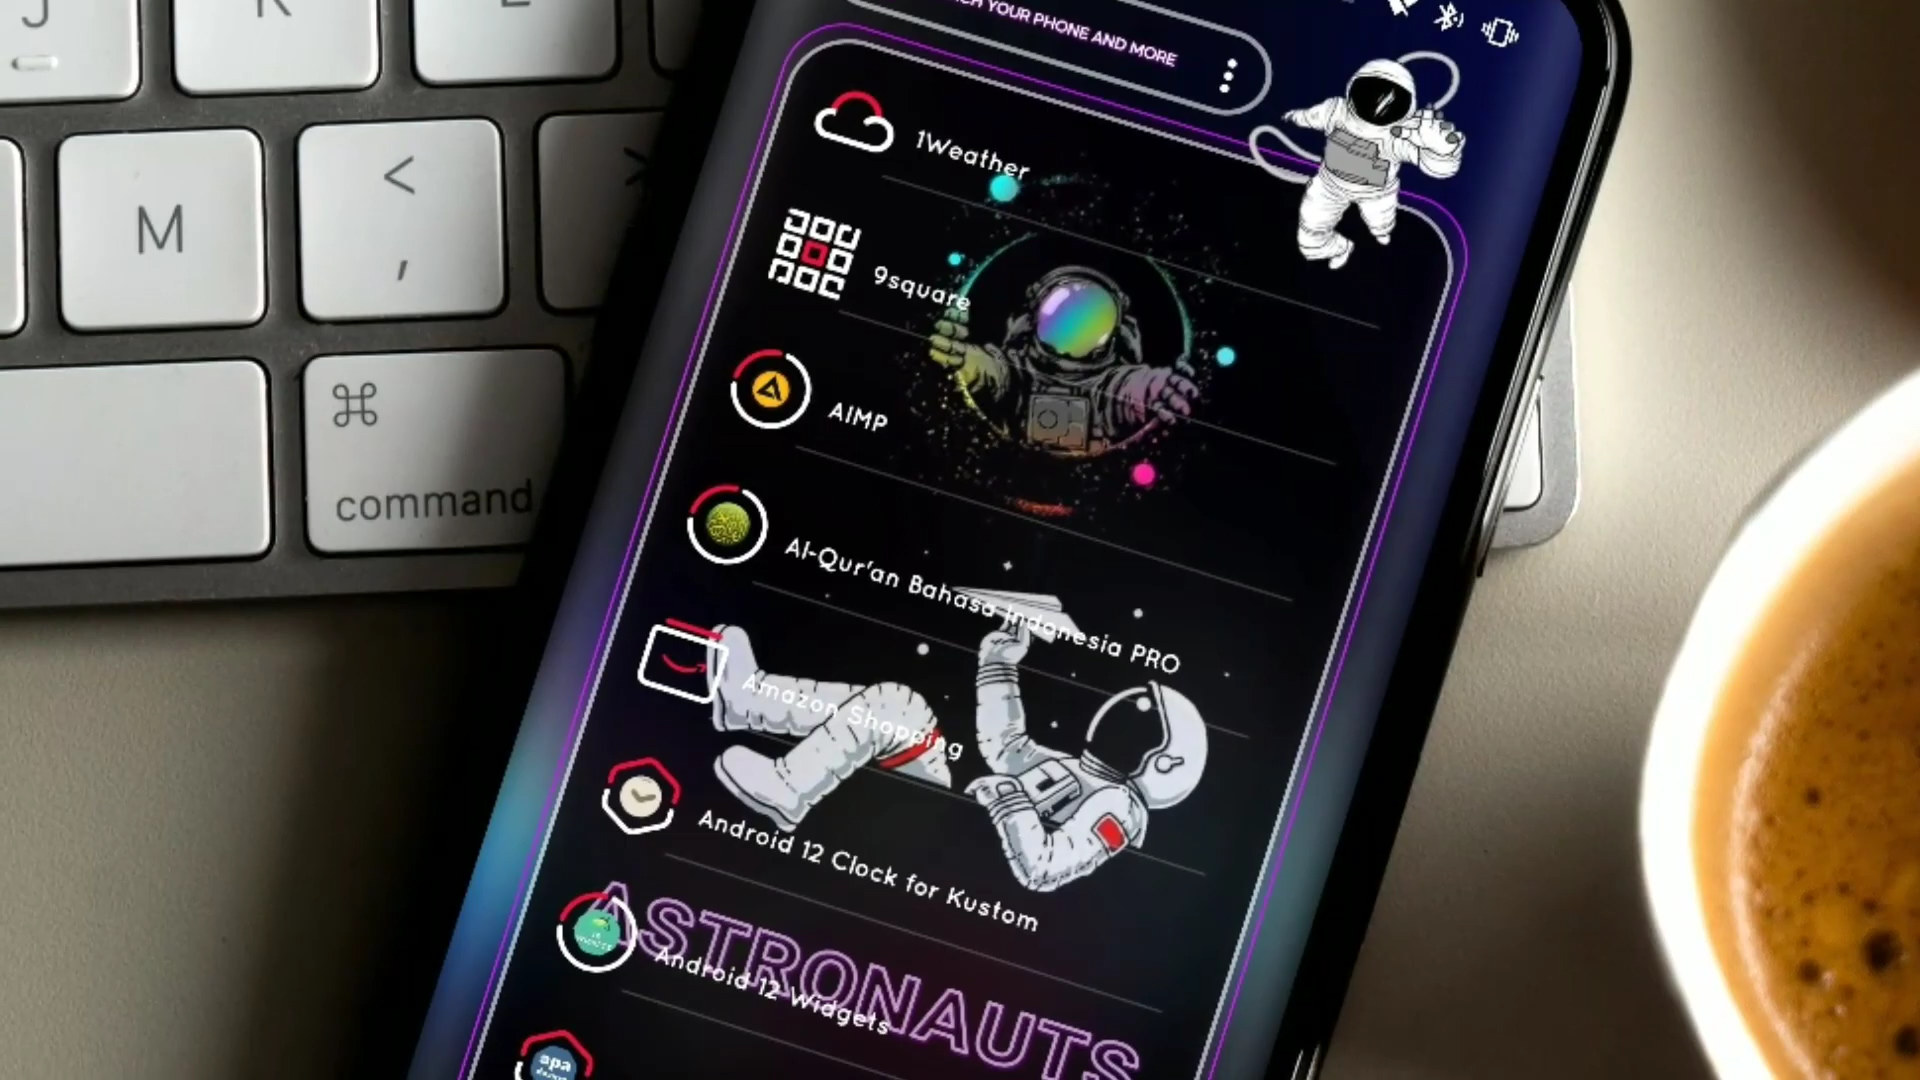 YOUR PHONE AND MORE
1Weather
9square
AIMP
Al-Qur'an Bahasa Indonesia PRO
Amazon Shopping
Android 12 Clock for Kustom
Android 12 Widgets
ASTRONAUTS
apa
M
<
,
⌘
command